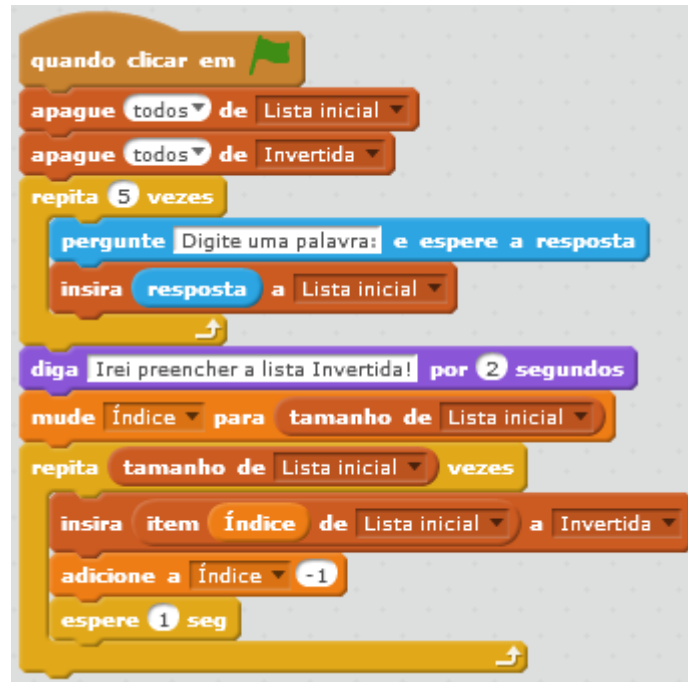 quando clicar em
apague todos de Lista inicial
apague todos de Invertida
repita 5 vezes
pergunte Digite uma palavra: e espere a resposta
insira resposta a Lista inicial
diga Irei preencher a lista Invertida! por 2 segundos
mude Índice para tamanho de Lista inicial
repita tamanho de Lista inicial vezes
insira item Índice de Lista inicial a Invertida
adicione a Índice -1
espere 1 seg